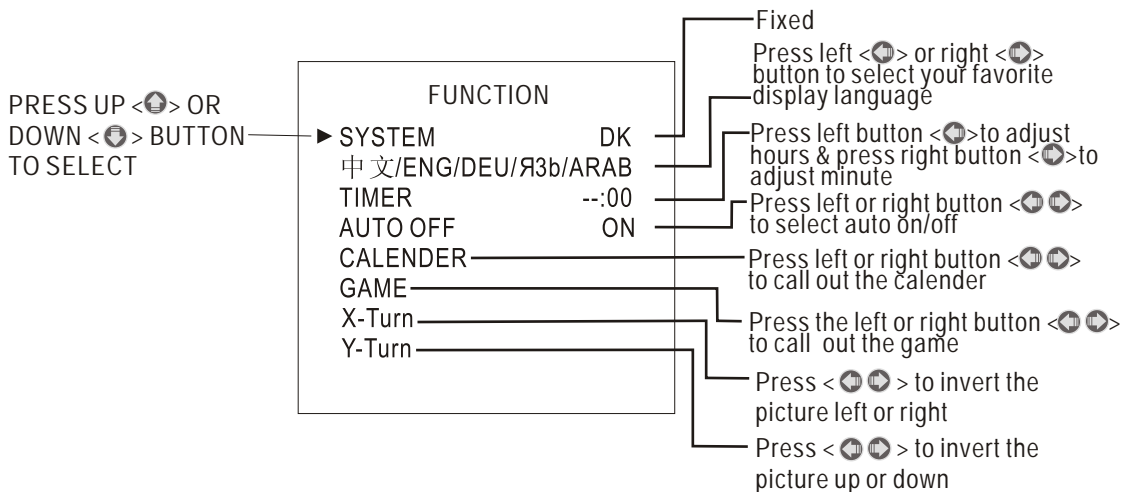 PRESS UP < > OR
DOWN < > BUTTON
TO SELECT
FUNCTION
SYSTEM DK
中文/ENG/DEU/ЯЗb/ARAB
TIMER --:00
AUTO OFF ON
CALENDER
GAME
X-Turn
Y-Turn
Fixed
Press left < > or right < >
button to select your favorite
display language
Press left button < >to adjust
hours & press right button < >to
adjust minute
Press left or right button < >
to select auto on/off
Press left or right button < >
to call out the calender
Press the left or right button < >
to call out the game
Press < > to invert the
picture left or right
Press < > to invert the
picture up or down